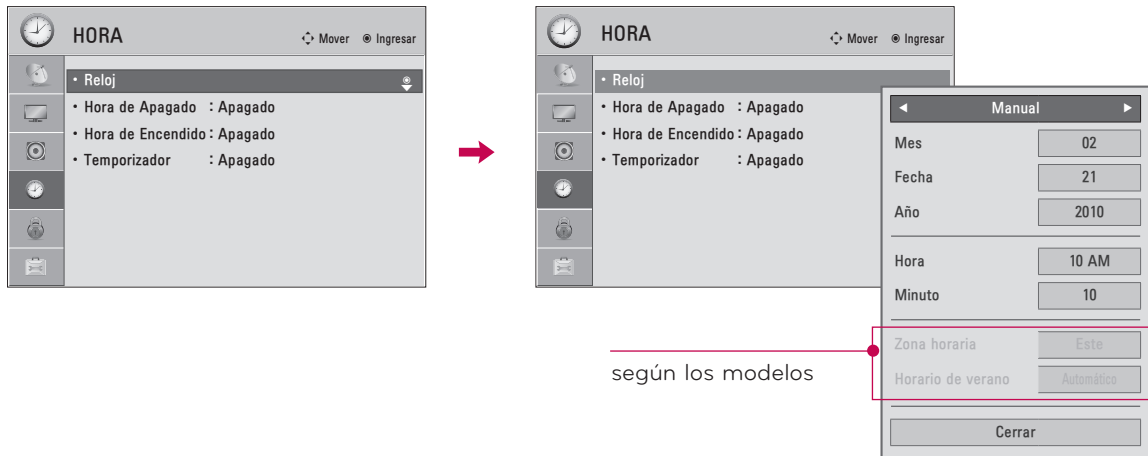 HORA
Mover Ingresar
• Reloj
• Hora de Apagado : Apagado
• Hora de Encendido : Apagado
• Temporizador : Apagado
HORA
Mover Ingresar
• Reloj
• Hora de Apagado : Apagado
• Hora de Encendido : Apagado
• Temporizador : Apagado
◄ Manual ►
Mes 02
Fecha 21
Año 2010
Hora 10 AM
Minuto 10
Zona horaria Este
Horario de verano Automático
Cerrar
según los modelos